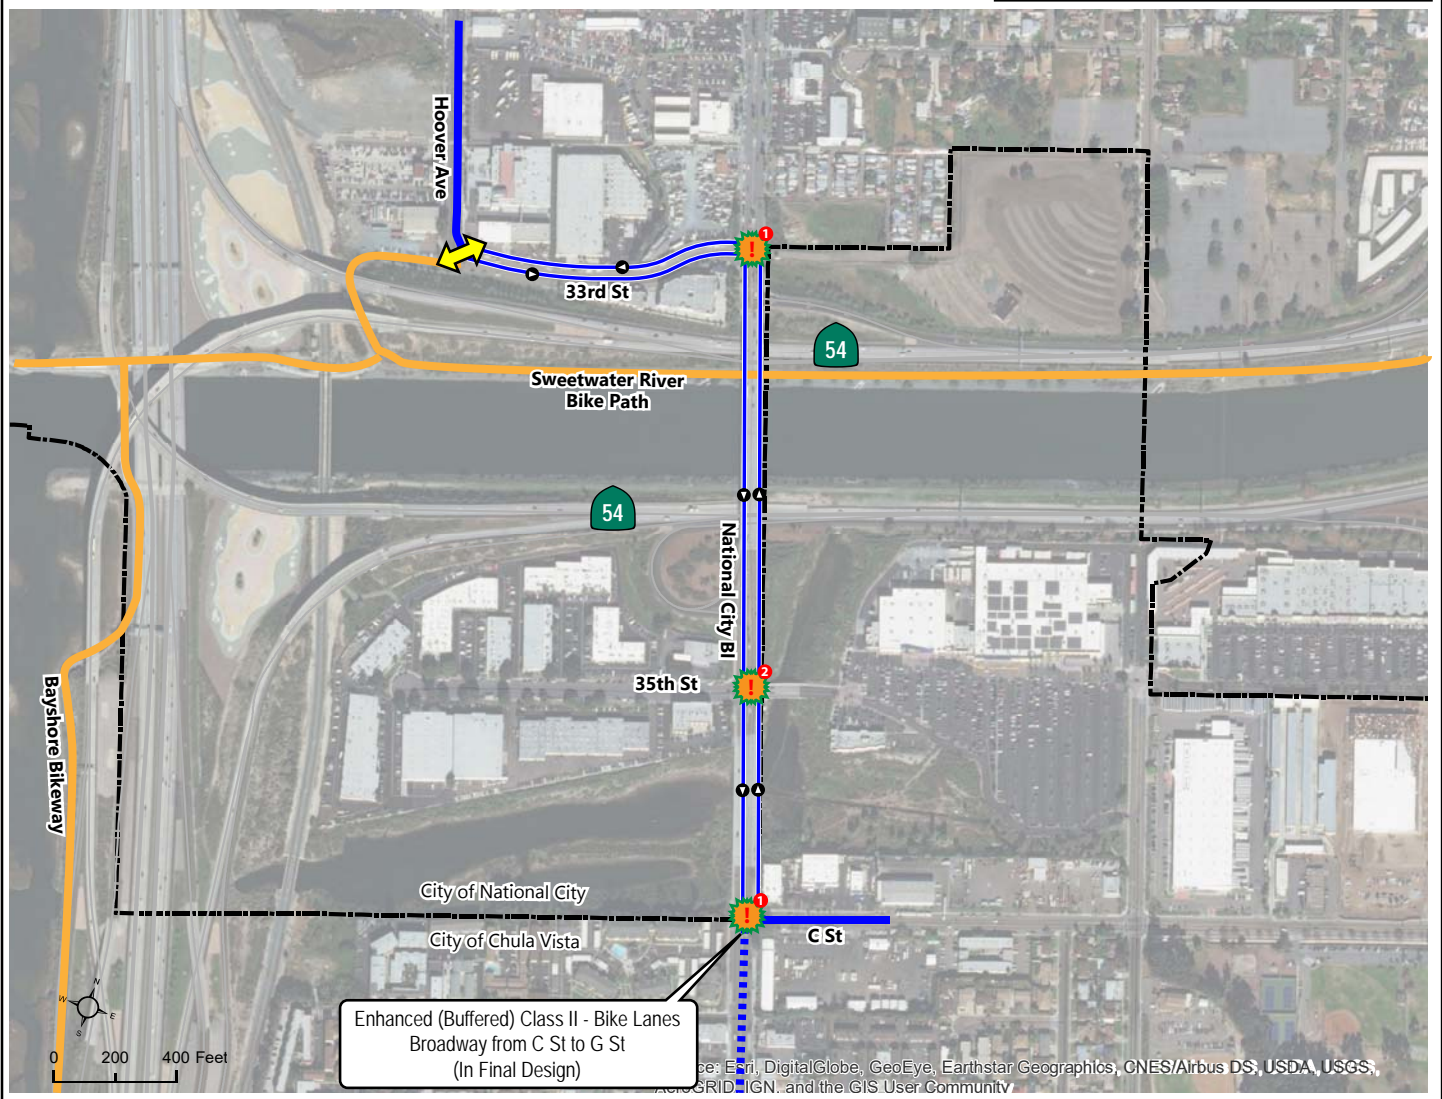 Hoover Ave
1
33rd St
54
Sweetwater River
Bike Path
54
National City Bl
35th St
2
Bayshore Bikeway
City of National City
1
City of Chula Vista
C St
N
W
E
S
Enhanced (Buffered) Class II - Bike Lanes
Broadway from C St to G St
(In Final Design)
0 200 400 Feet
Esri, DigitalGlobe, GeoEye, Earthstar Geographics, CNES/Airbus DS, USDA, USGS,
AeroGRID, IGN, and the GIS User Community